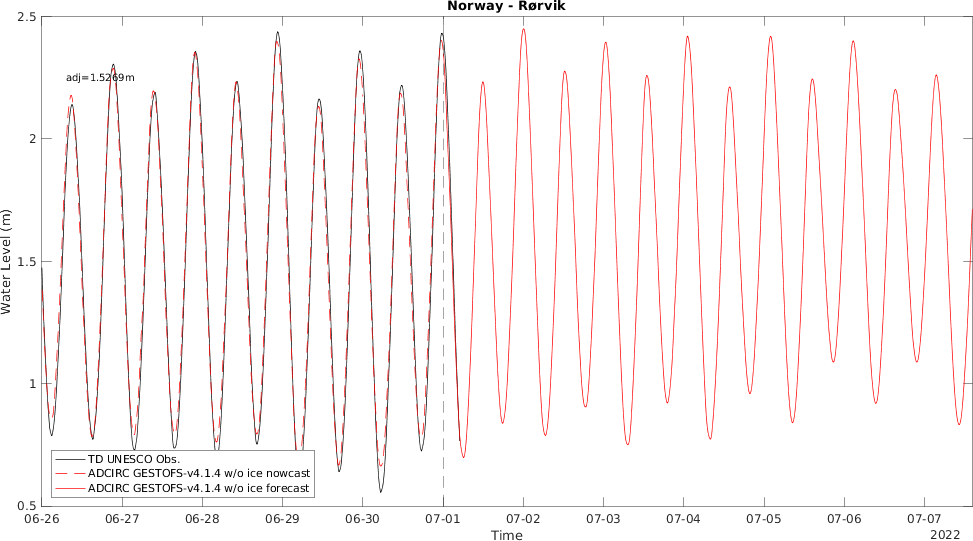 Norway - Rørvik
2.5
adj=1.5269m
2
1.5
Water Level (m)
1
TD UNESCO Obs.
ADCIRC GESTOFS-v4.1.4 w/o ice nowcast
ADCIRC GESTOFS-v4.1.4 w/o ice forecast
0.5
06-26 06-27 06-28 06-29 06-30 07-01 07-02 07-03 07-04 07-05 07-06 07-07
Time
2022